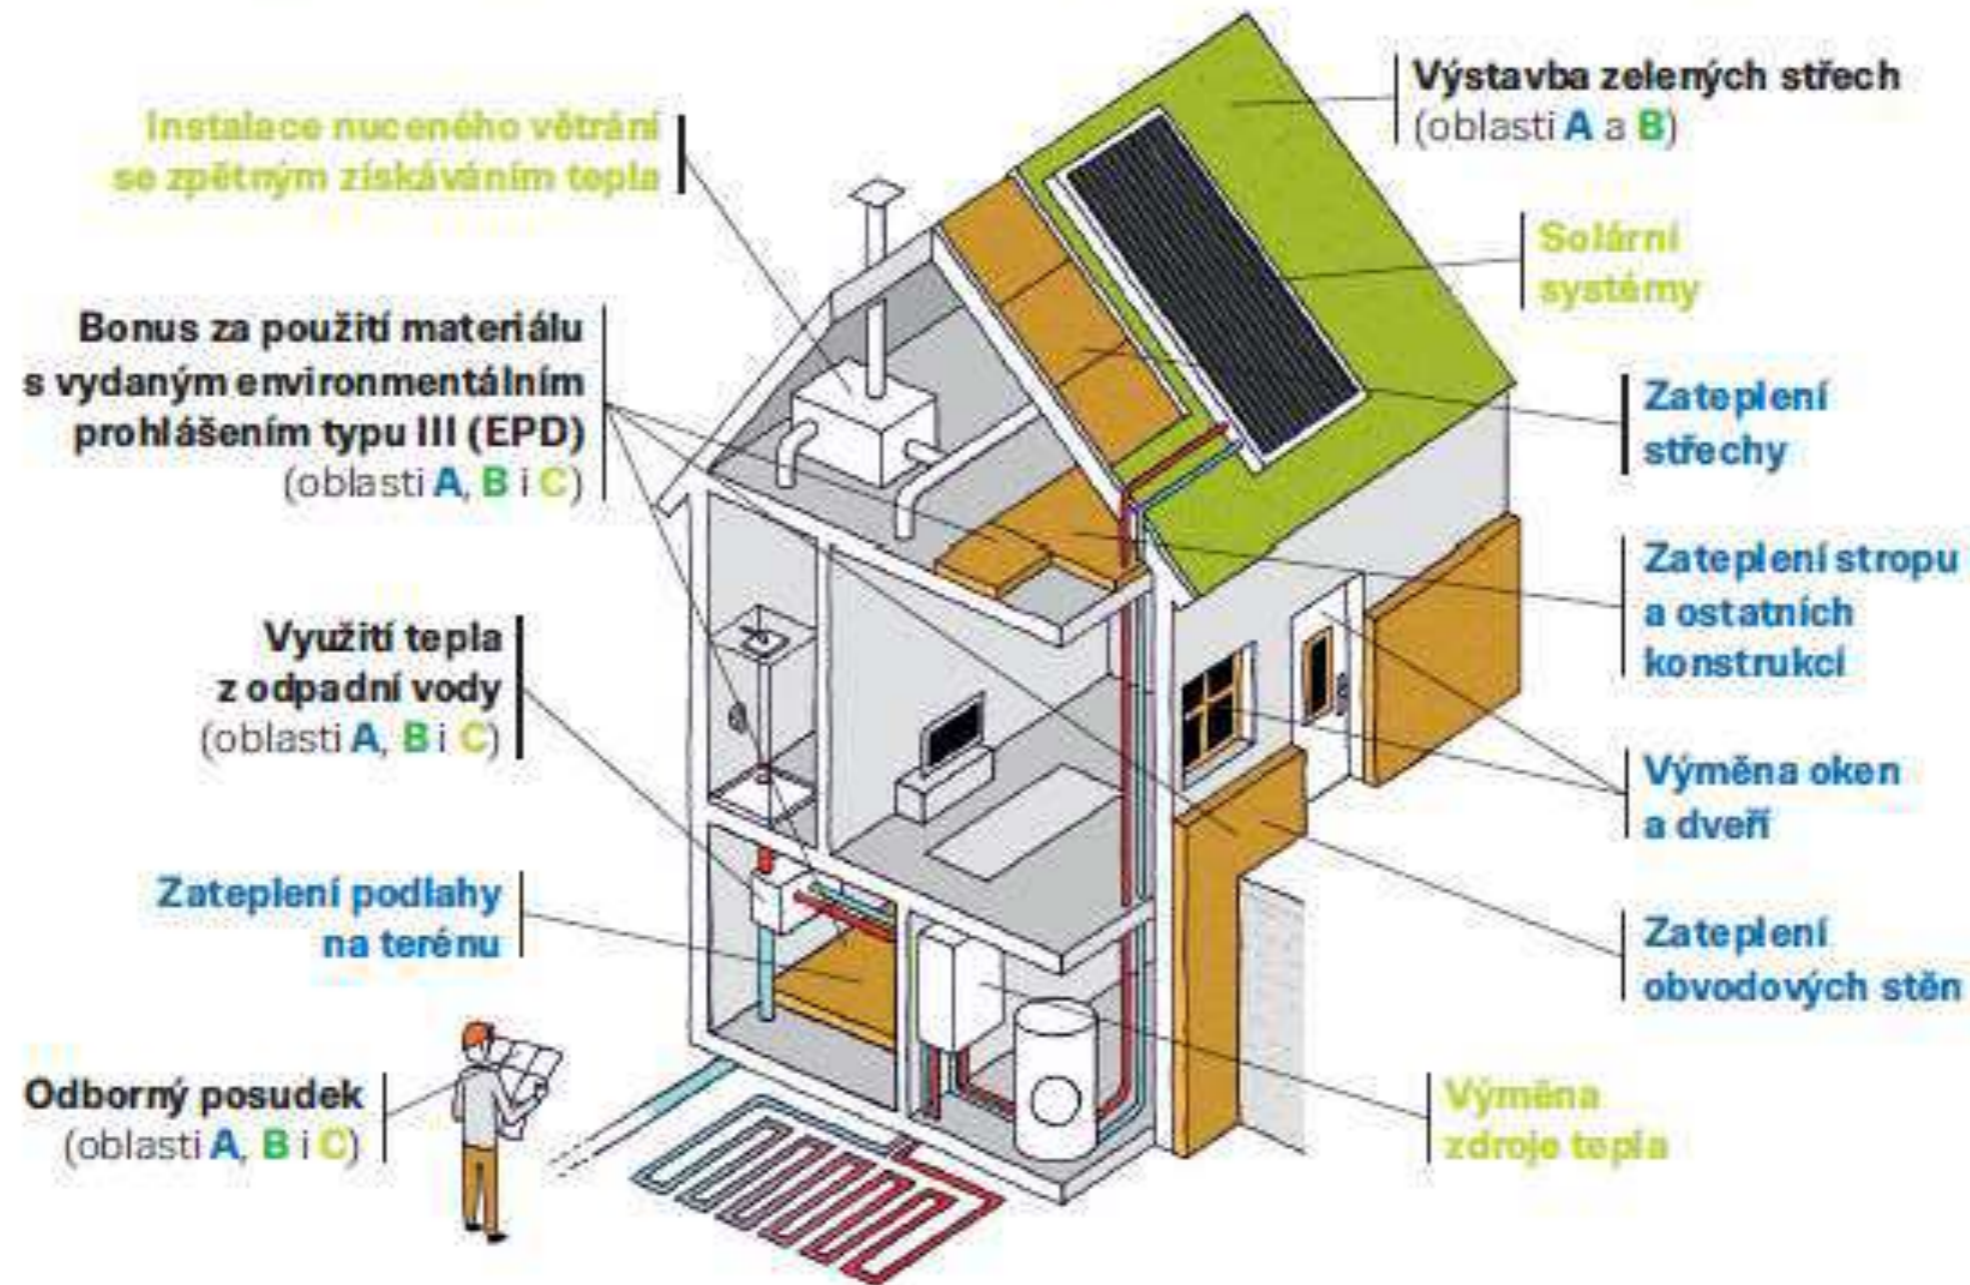 Instalace nuceného větrání
se zpětným získáváním tepla
Bonus za použití materiálu
s vydaným environmentálním
prohlášením typu III (EPD)
(oblasti A, B i C)
Využití tepla
z odpadní vody
(oblasti A, B i C)
Zateplení podlahy
na terénu
Odborný posudek
(oblasti A, B i C)
Výstavba zelených střech
(oblasti A a B)
Solární
systémy
Zateplení
střechy
Zateplení stropu
a ostatních
konstrukcí
Výměna oken
a dveří
Zateplení
obvodových stěn
Výměna
zdroje tepla